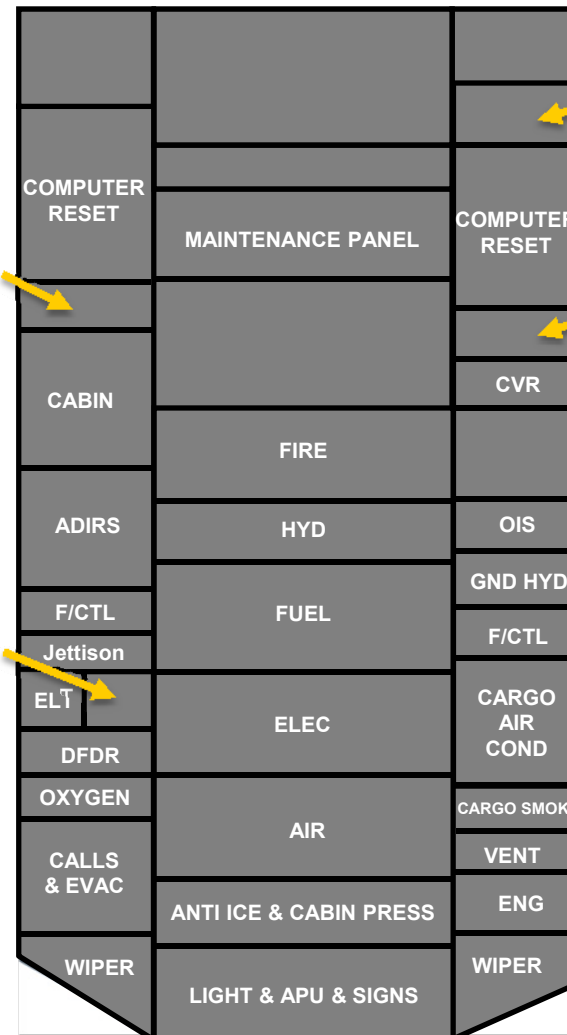 COMPUTER
RESET
CABIN
ADIRS
F/CTL
Jettison
ELT
DFDR
OXYGEN
CALLS
& EVAC
WIPER
MAINTENANCE PANEL
FIRE
HYD
FUEL
ELEC
AIR
ANTI ICE & CABIN PRESS
LIGHT & APU & SIGNS
COMPUTER
RESET
CVR
OIS
GND HYD
F/CTL
CARGO
AIR
COND
CARGO SMOK
VENT
ENG
WIPER